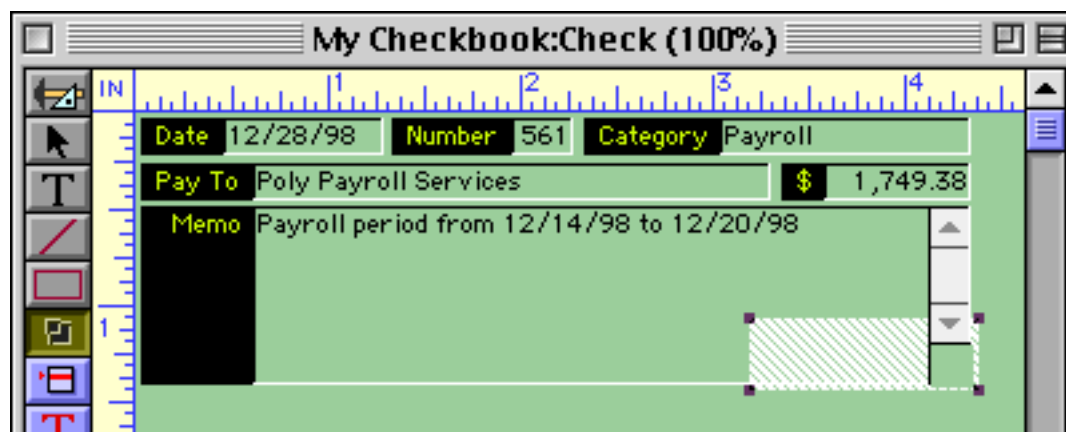 My Checkbook:Check (100%)
IN 1 2 3 4
Date 12/28/98 Number 561 Category Payroll
T Pay To Poly Payroll Services $ 1,749.38
Memo Payroll period from 12/14/98 to 12/20/98
1
T